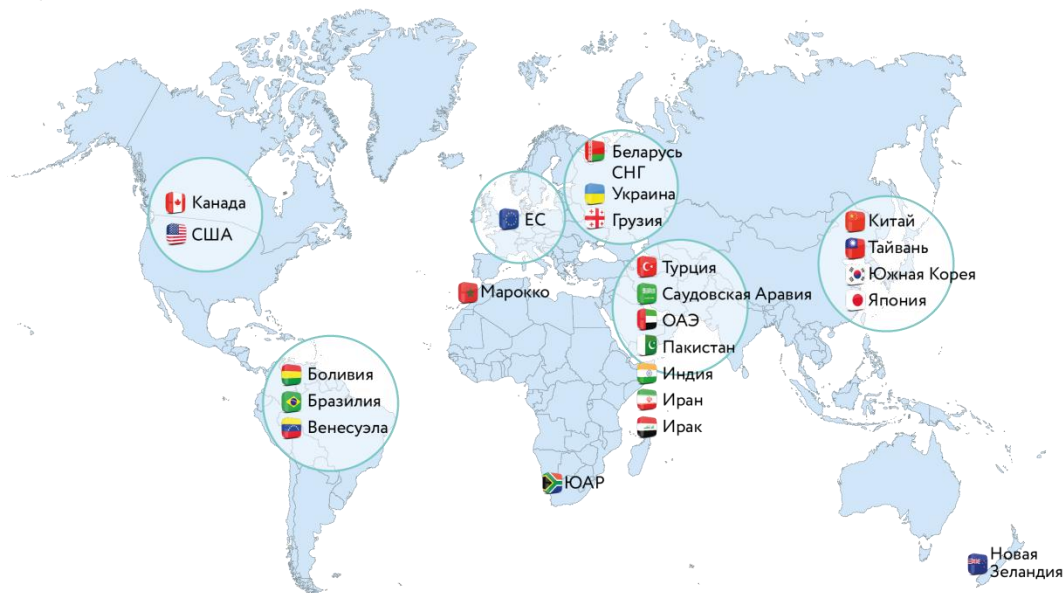 Канада
США
Боливия
Бразилия
Венесуэла
ЕС
Марокко
ЮАР
Беларусь
СНГ
Украина
Грузия
Турция
Саудовская Аравия
ОАЭ
Пакистан
Индия
Иран
Ирак
Китай
Тайвань
Южная Корея
Япония
Новая
Зеландия